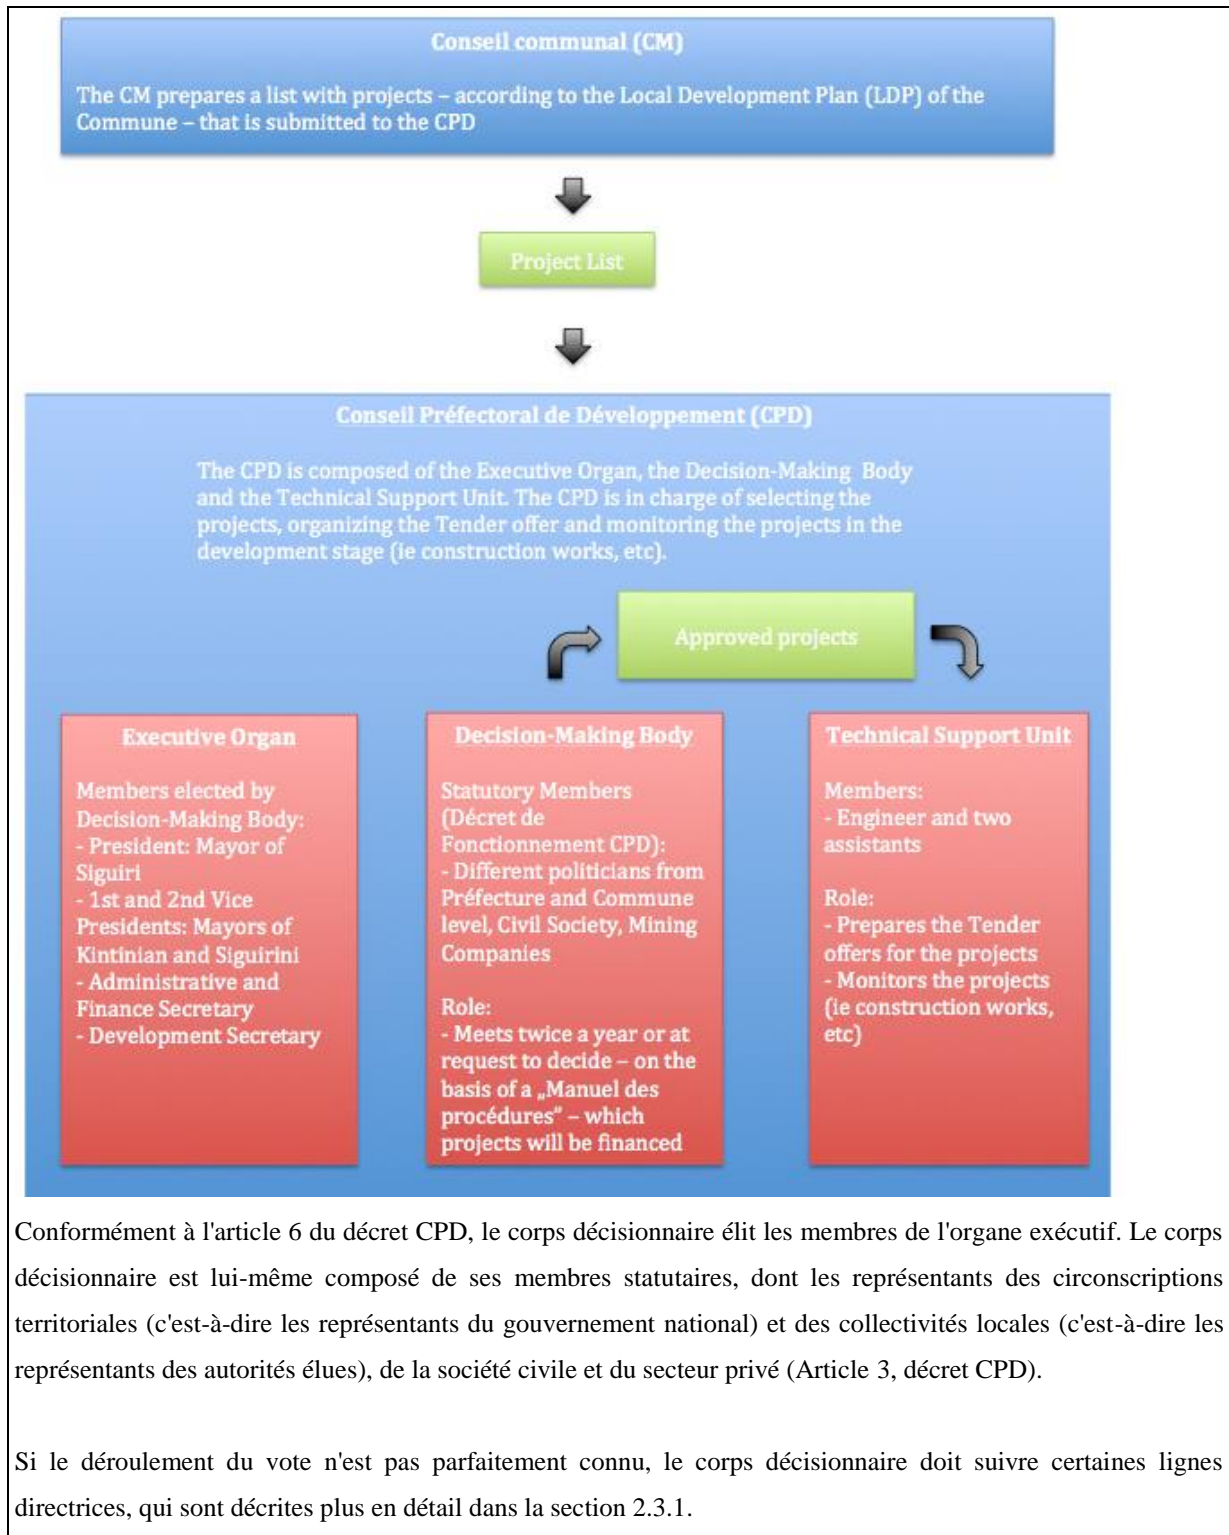 Conseil communal (CM)
The CM prepares a list with projects – according to the Local Development Plan (LDP) of the
Commune – that is submitted to the CPD
Project List
Conseil Préfectoral de Développement (CPD)
The CPD is composed of the Executive Organ, the Decision-Making Body
and the Technical Support Unit. The CPD is in charge of selecting the
projects, organizing the Tender offer and monitoring the projects in the
development stage (ie construction works, etc).
Approved projects
Executive Organ
Members elected by
Decision-Making Body:
- President: Mayor of
Siguiri
- 1st and 2nd Vice
Presidents: Mayors of
Kintinian and Siguirini
- Administrative and
Finance Secretary
- Development Secretary
Decision-Making Body
Statutory Members
(Décret de
Fonctionnement CPD):
- Different politicians from
Préfecture and Commune
level, Civil Society, Mining
Companies
Role:
- Meets twice a year or at
request to decide – on the
basis of a „Manuel des
procédures" – which
projects will be financed
Technical Support Unit
Members:
- Engineer and two
assistants
Role:
- Prepares the Tender
offers for the projects
- Monitors the projects
(ie construction works,
etc)
Conformément à l'article 6 du décret CPD, le corps décisionnaire élit les membres de l'organe exécutif. Le corps
décisionnaire est lui-même composé de ses membres statutaires, dont les représentants des circonscriptions
territoriales (c'est-à-dire les représentants du gouvernement national) et des collectivités locales (c'est-à-dire les
représentants des autorités élues), de la société civile et du secteur privé (Article 3, décret CPD).
Si le déroulement du vote n'est pas parfaitement connu, le corps décisionnaire doit suivre certaines lignes
directrices, qui sont décrites plus en détail dans la section 2.3.1.